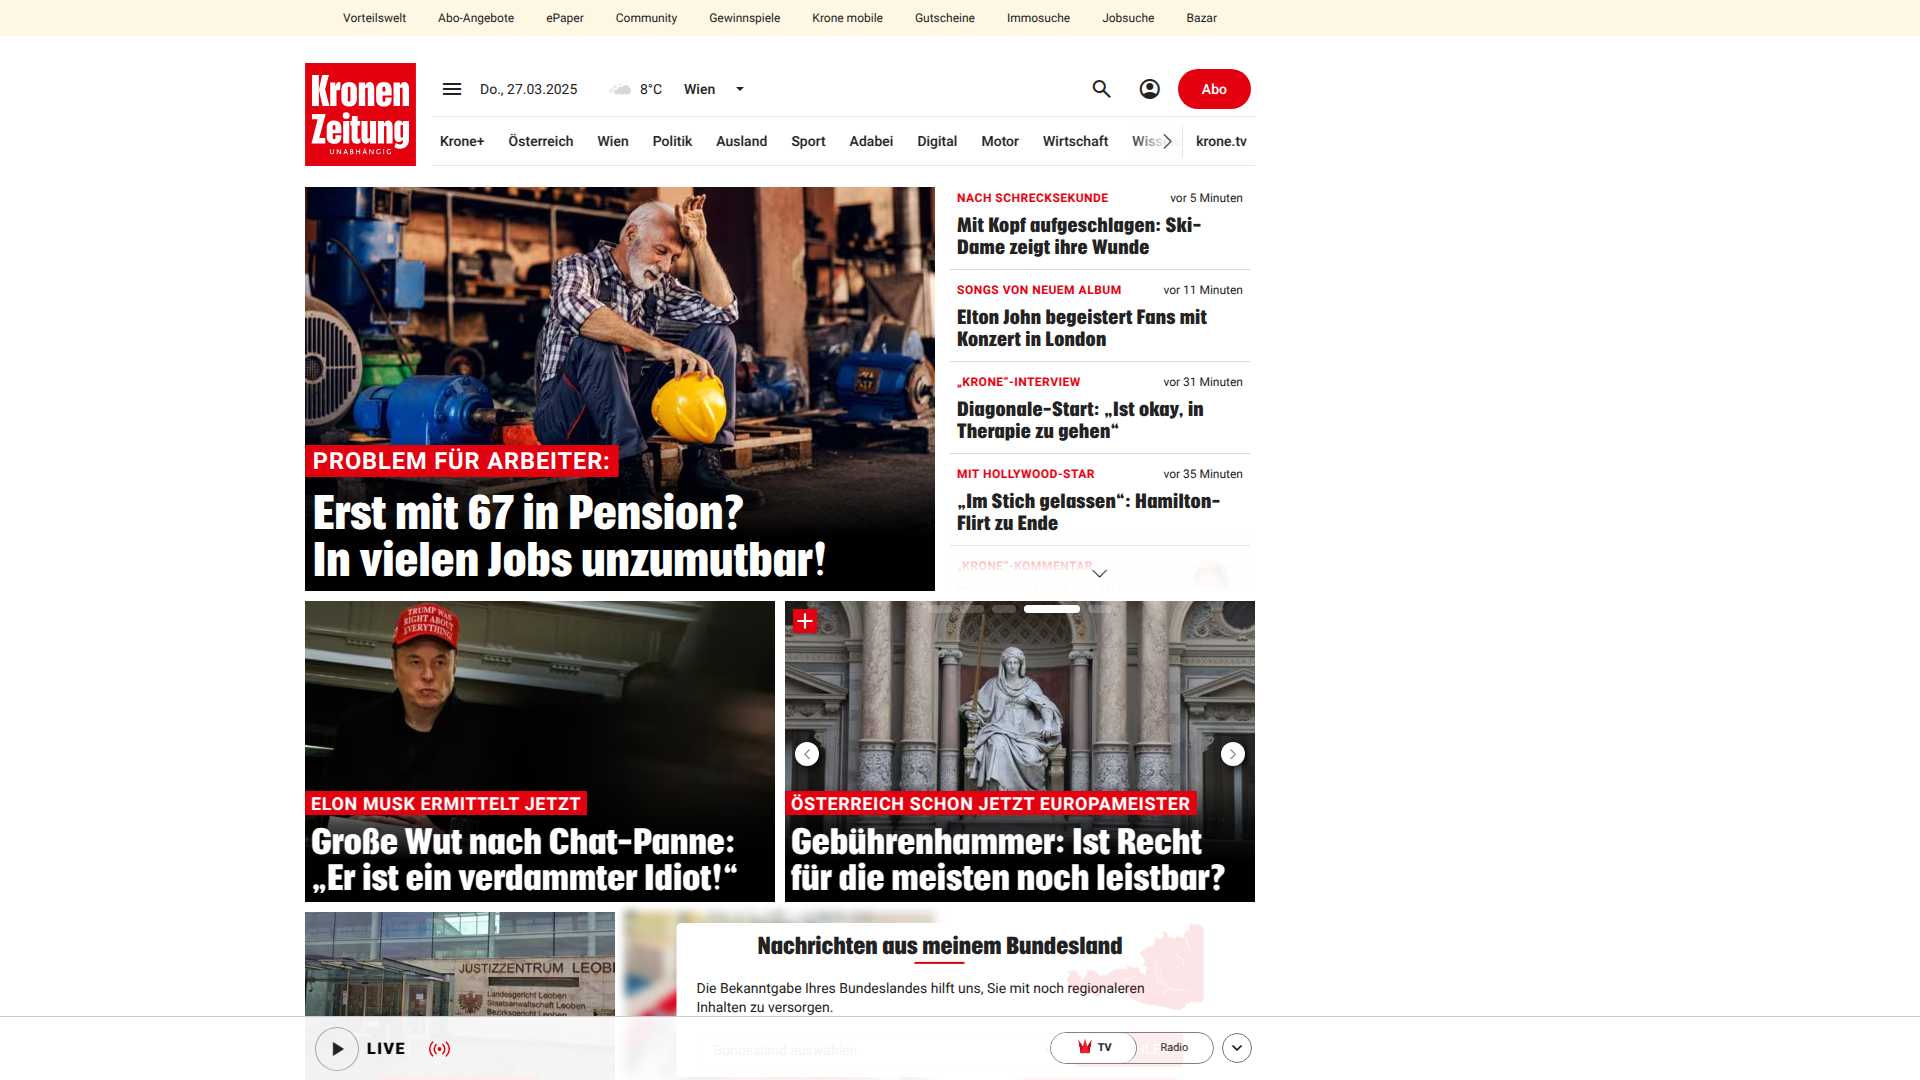 Vorteilswelt Abo-Angebote ePaper Community Gewinnspiele Krone mobile Gutscheine Immosuche Jobsuche Bazar
Kronen
Zeitung
UNABHÄNGIG
Do., 27.03.2025 8°C Wien
Abo
Krone+ Österreich Wien Politik Ausland Sport Adabei Digital Motor Wirtschaft Wiss krone.tv
PROBLEM FÜR ARBEITER:
Erst mit 67 in Pension?
In vielen Jobs unzumutbar!
NACH SCHRECKSEKUNDE vor 5 Minuten
Mit Kopf aufgeschlagen: Ski-
Dame zeigt ihre Wunde
SONGS VON NEUEM ALBUM vor 11 Minuten
Elton John begeistert Fans mit
Konzert in London
„KRONE“-INTERVIEW vor 31 Minuten
Diagonale-Start: „Ist okay, in
Therapie zu gehen“
MIT HOLLYWOOD-STAR vor 35 Minuten
„Im Stich gelassen“: Hamilton-
Flirt zu Ende
„KRONE“-KOMMENTAR
TRUMP WAS
RIGHT ABOUT
EVERYTHING!
ELON MUSK ERMITTELT JETZT
Große Wut nach Chat-Panne:
„Er ist ein verdammter Idiot!“
ÖSTERREICH SCHON JETZT EUROPAMEISTER
Gebührenhammer: Ist Recht
für die meisten noch leistbar?
JUSTIZZENTRUM LEOB
Landesgericht Leoben
Staatsanwaltschaft Leoben
Bezirksgericht Leoben
Nachrichten aus meinem Bundesland
Die Bekanntgabe Ihres Bundeslandes hilft uns, Sie mit noch regionaleren
Inhalten zu versorgen.
Bundesland auswählen
LIVE
TV Radio